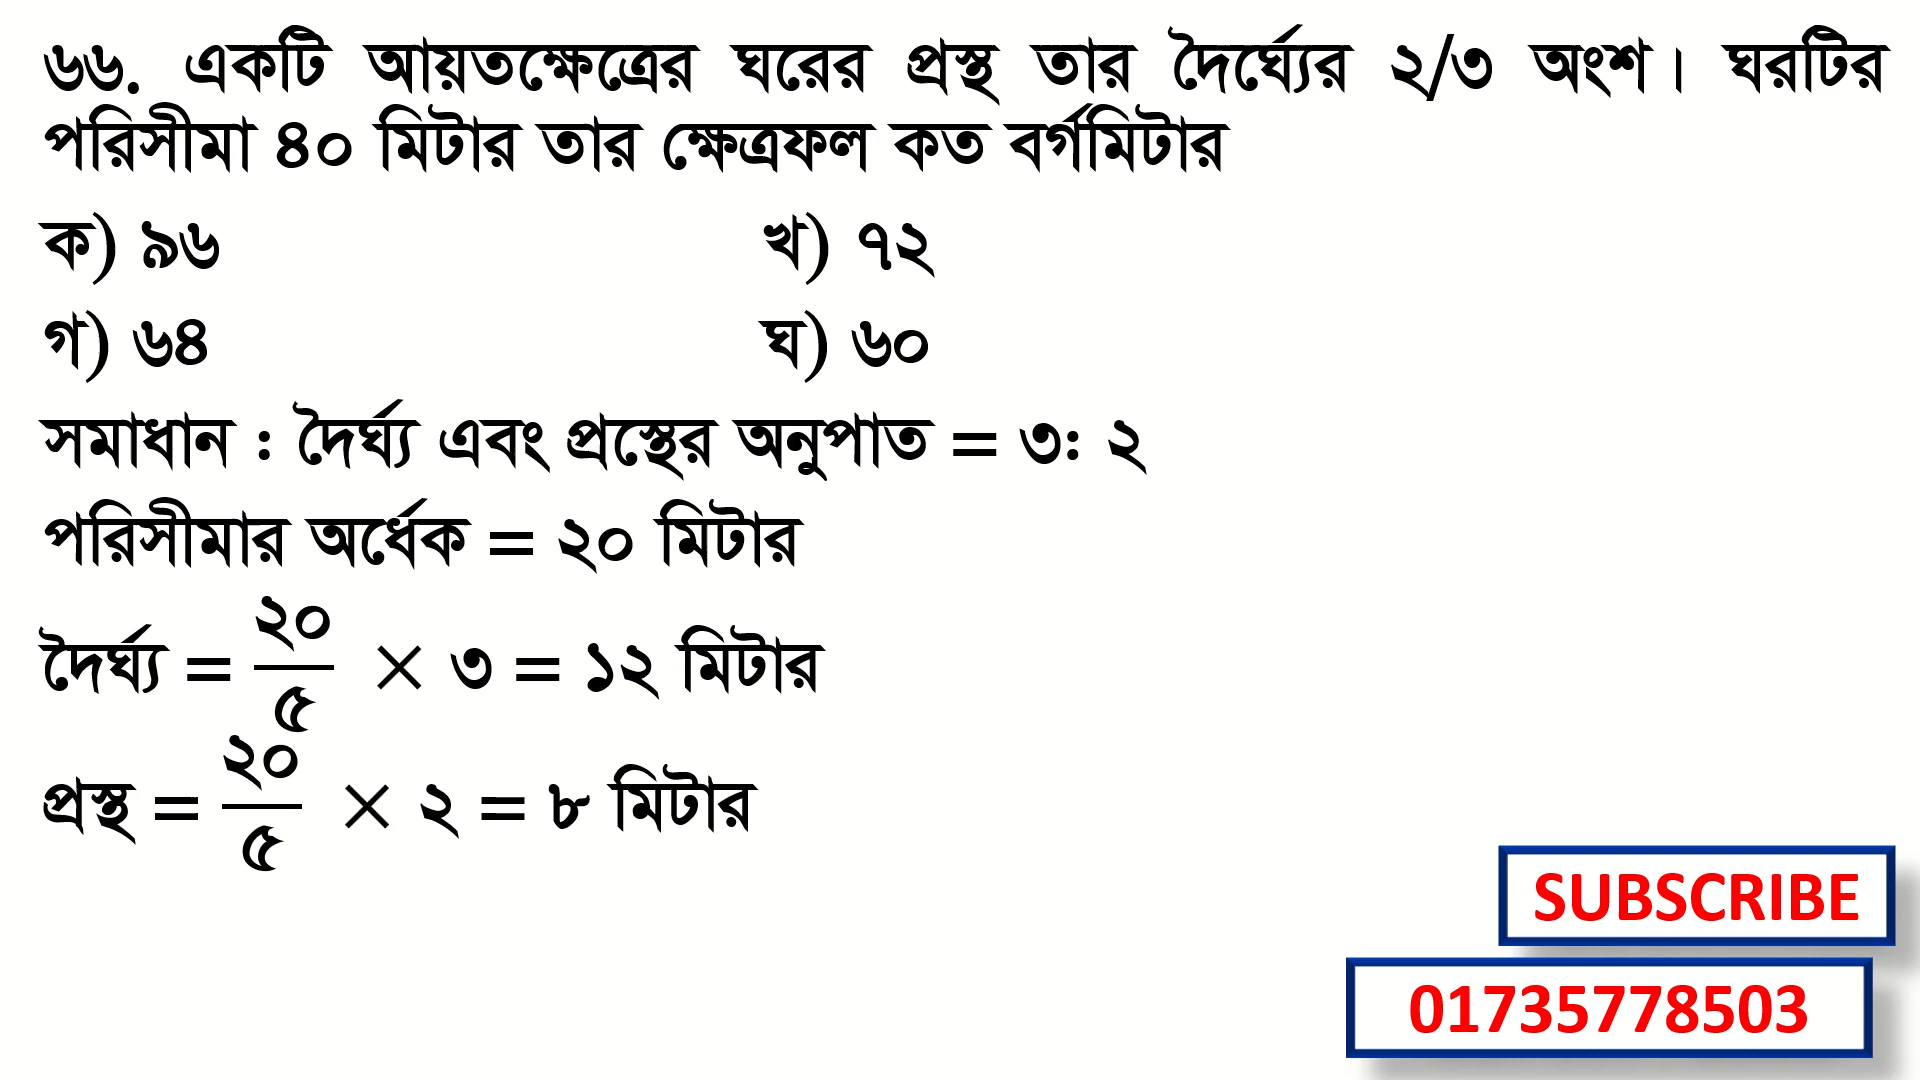 ৬৬. একটি আয়তক্ষেত্রের ঘরের প্রস্থ তার দৈর্ঘ্যের ২/৩ অংশ। ঘরটির
পরিসীমা ৪০ মিটার তার ক্ষেত্রফল কত বর্গমিটার
ক) ৯৬ খ) ৭২
গ) ৬৪ ঘ) ৬০
সমাধান : দৈর্ঘ্য এবং প্রস্থের অনুপাত = ৩: ২
পরিসীমার অর্ধেক = ২০ মিটার
দৈর্ঘ্য = ২০/৫ × ৩ = ১২ মিটার
প্রস্থ = ২০/৫ × ২ = ৮ মিটার
SUBSCRIBE
01735778503